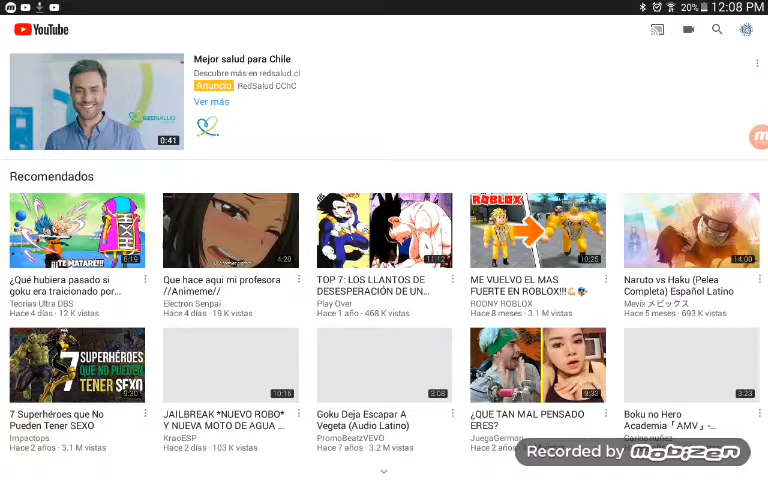 20% 12:08 PM
YouTube
Mejor salud para Chile
Descubre más en redsalud.cl
Anuncio RedSalud CChC
Ver más
REDSALUD
0:41
Recomendados
¡¡TE MATARE!!!
8:19
4:20
11:12
ROBLOX
10:25
14:00
¿Qué hubiera pasado si
goku era traicionado por...
Teorias Ultra DBS
Hace 4 días · 12 K vistas
Que hace aqui mi profesora
//Animeme//
Electron Senpai
Hace 4 días · 19 K vistas
TOP 7: LOS LLANTOS DE
DESESPERACIÓN DE UN...
Play Over
Hace 1 año · 468 K vistas
ME VUELVO EL MAS
FUERTE EN ROBLOX!!!💪
RODNY ROBLOX
Hace 8 meses · 3.1 M vistas
Naruto vs Haku (Pelea
Completa) Español Latino
Mevix メビックス
Hace 5 meses · 693 K vistas
7 SUPERHÉROES
QUE NO PUEDEN
TENER SEXO
10:16
3:08
9:33
3:23
7 Superhéroes que No
Pueden Tener SEXO
Impactops
Hace 2 años · 3.1 M vistas
JAILBREAK *NUEVO ROBO*
Y NUEVA MOTO DE AGUA ...
KraoESP
Hace 2 días · 103 K vistas
Goku Deja Escapar A
Vegeta (Audio Latino)
PromoBeatzVEVO
Hace 7 años · 3.2 M vistas
¿QUE TAN MAL PENSADO
ERES?
JuegaGerman
Hace 2 años
Boku no Hero
Academia「AMV」-...
Carlos nuñez
Recorded by Mobizen